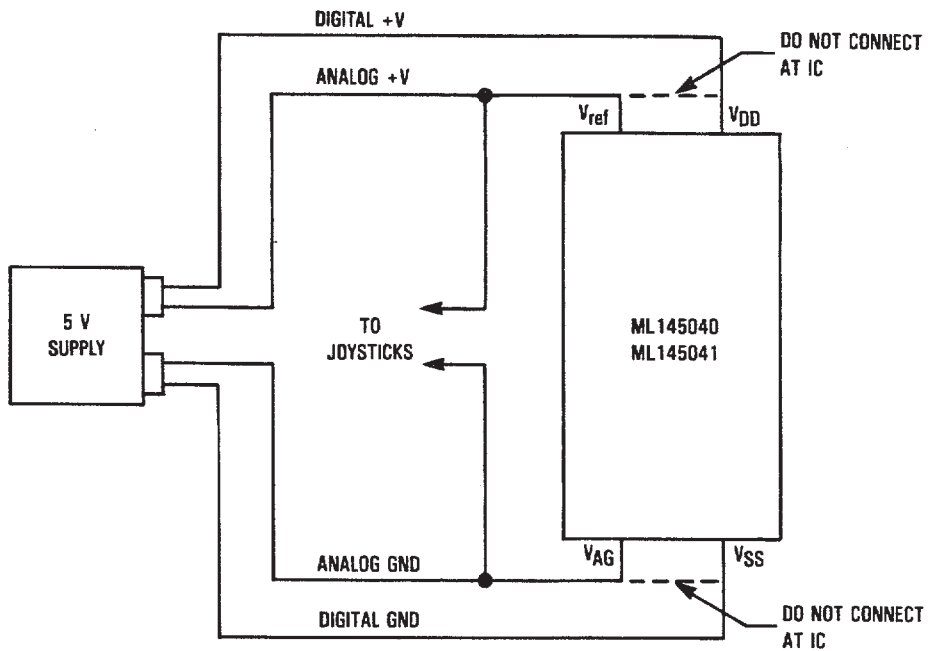 DIGITAL +V
DO NOT CONNECT
AT IC
ANALOG +V
Vref
VDD
5 V
SUPPLY
TO
JOYSTICKS
ML145040
ML145041
VAG
VSS
ANALOG GND
DIGITAL GND
DO NOT CONNECT
AT IC